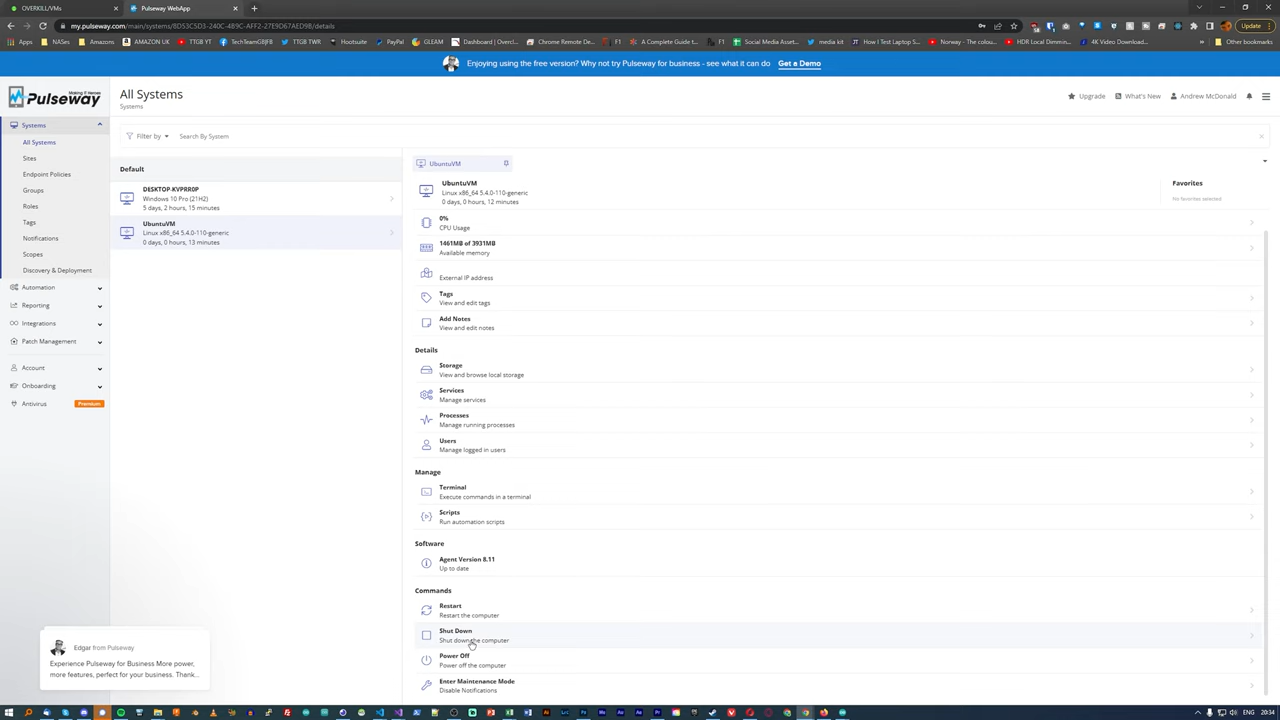 OVERKILL/VMs
Pulseway WebApp
my.pulseway.com/main/systems/8D53C5D3-240C-489C-AFF2-27E9D67AED98/details
Update
Apps
NASes
Amazons
AMAZON UK
TTGB YT
TechTeamGBJFB
TTGB TWR
Hootsuite
PayPal
GLEAM
Dashboard | Overcl...
Chrome Remote De...
A Complete Guide t...
F1
Social Media Asset...
media kit
How I Test Laptop S...
Norway - The colou...
HDR Local Dimmin...
4K Video Download...
Other bookmarks
Enjoying using the free version? Why not try Pulseway for business - see what it can do Get a Demo
Making IT Heroes
Pulseway
All Systems
Systems
Upgrade
What's New
Andrew McDonald
Systems
All Systems
Sites
Endpoint Policies
Groups
Roles
Tags
Notifications
Scopes
Discovery & Deployment
Automation
Reporting
Integrations
Patch Management
Account
Onboarding
Antivirus Premium
Filter by
Search By System
Default
DESKTOP-KVPRR0P
Windows 10 Pro (21H2)
5 days, 2 hours, 15 minutes
UbuntuVM
Linux x86_64 5.4.0-110-generic
0 days, 0 hours, 13 minutes
UbuntuVM
UbuntuVM
Linux x86_64 5.4.0-110-generic
0 days, 0 hours, 12 minutes
Favorites
No favorites selected
0%
CPU Usage
1461MB of 3931MB
Available memory
External IP address
Tags
View and edit tags
Add Notes
View and edit notes
Details
Storage
View and browse local storage
Services
Manage services
Processes
Manage running processes
Users
Manage logged in users
Manage
Terminal
Execute commands in a terminal
Scripts
Run automation scripts
Software
Agent Version 8.11
Up to date
Commands
Restart
Restart the computer
Shut Down
Shut down the computer
Power Off
Power off the computer
Enter Maintenance Mode
Disable Notifications
Edgar from Pulseway
Experience Pulseway for Business.More power,
more features, perfect for your business. Thank...
ENG
20:34